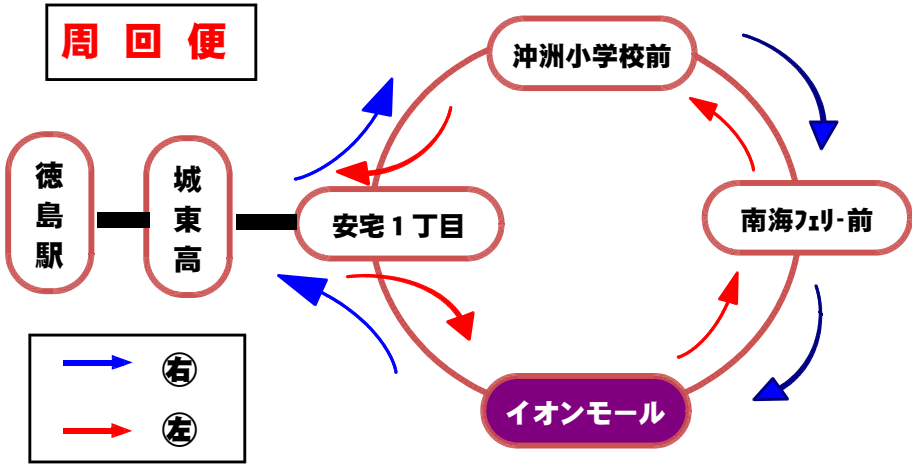 周回便
沖洲小学校前
徳島駅
城東高
安宅１丁目
南海ﾌｪﾘｰ前
㊨
㊧
イオンモール